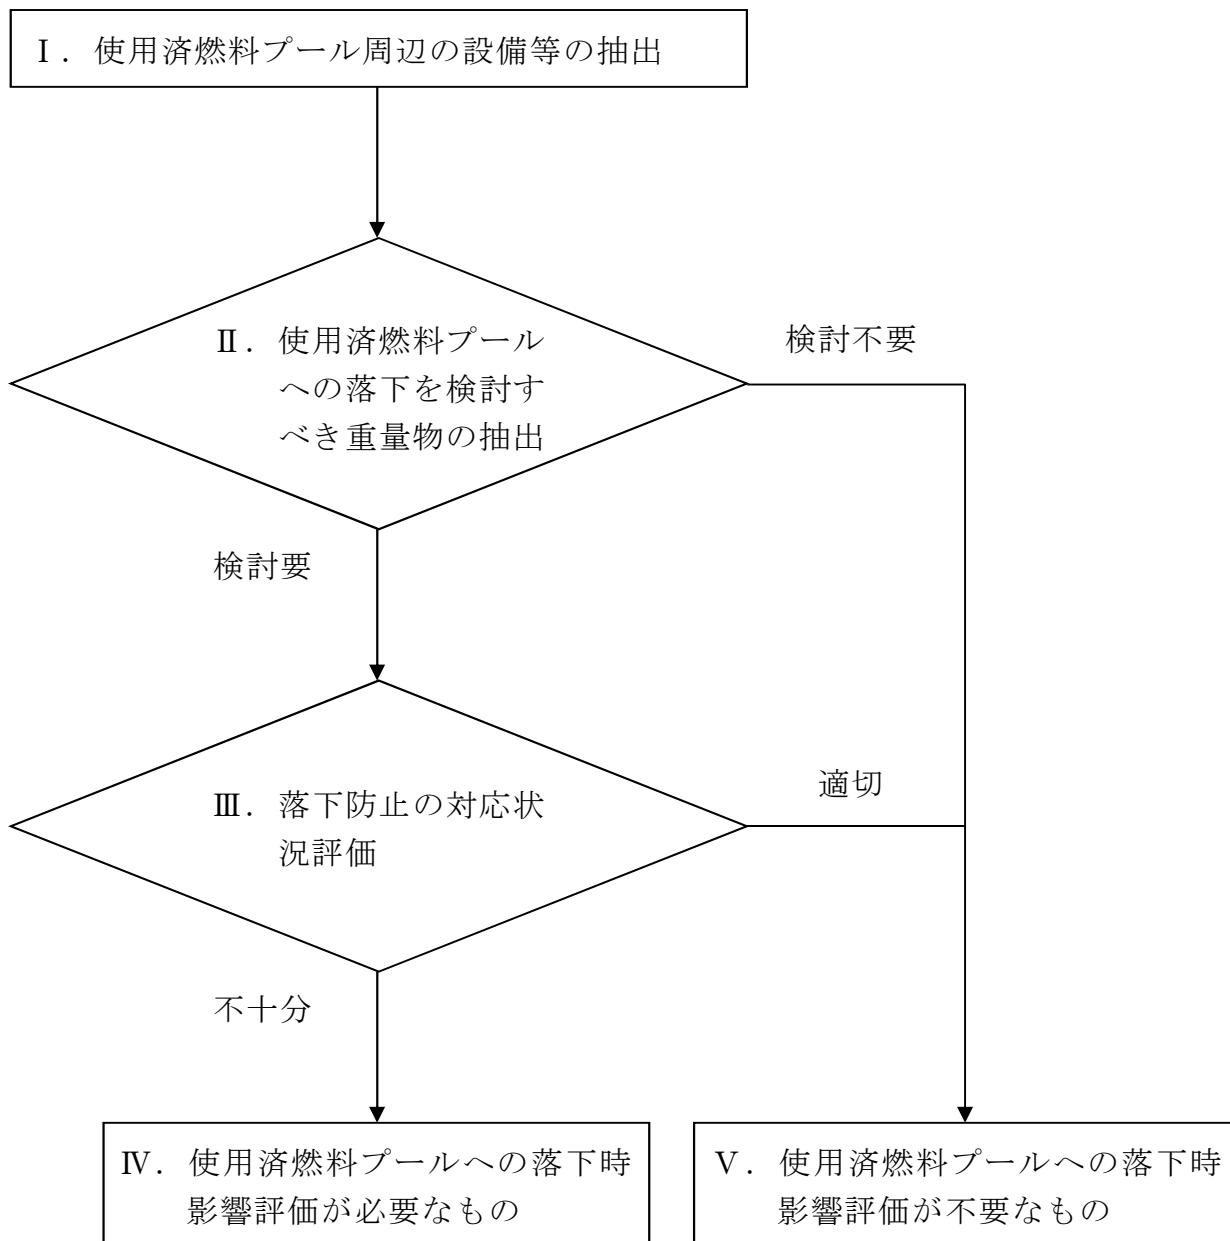 Ⅰ．使用済燃料プール周辺の設備等の抽出
Ⅱ．使用済燃料プール
への落下を検討す
べき重量物の抽出
検討不要
検討要
Ⅲ．落下防止の対応状
況評価
適切
不十分
Ⅳ．使用済燃料プールへの落下時
影響評価が必要なもの
Ⅴ．使用済燃料プールへの落下時
影響評価が不要なもの